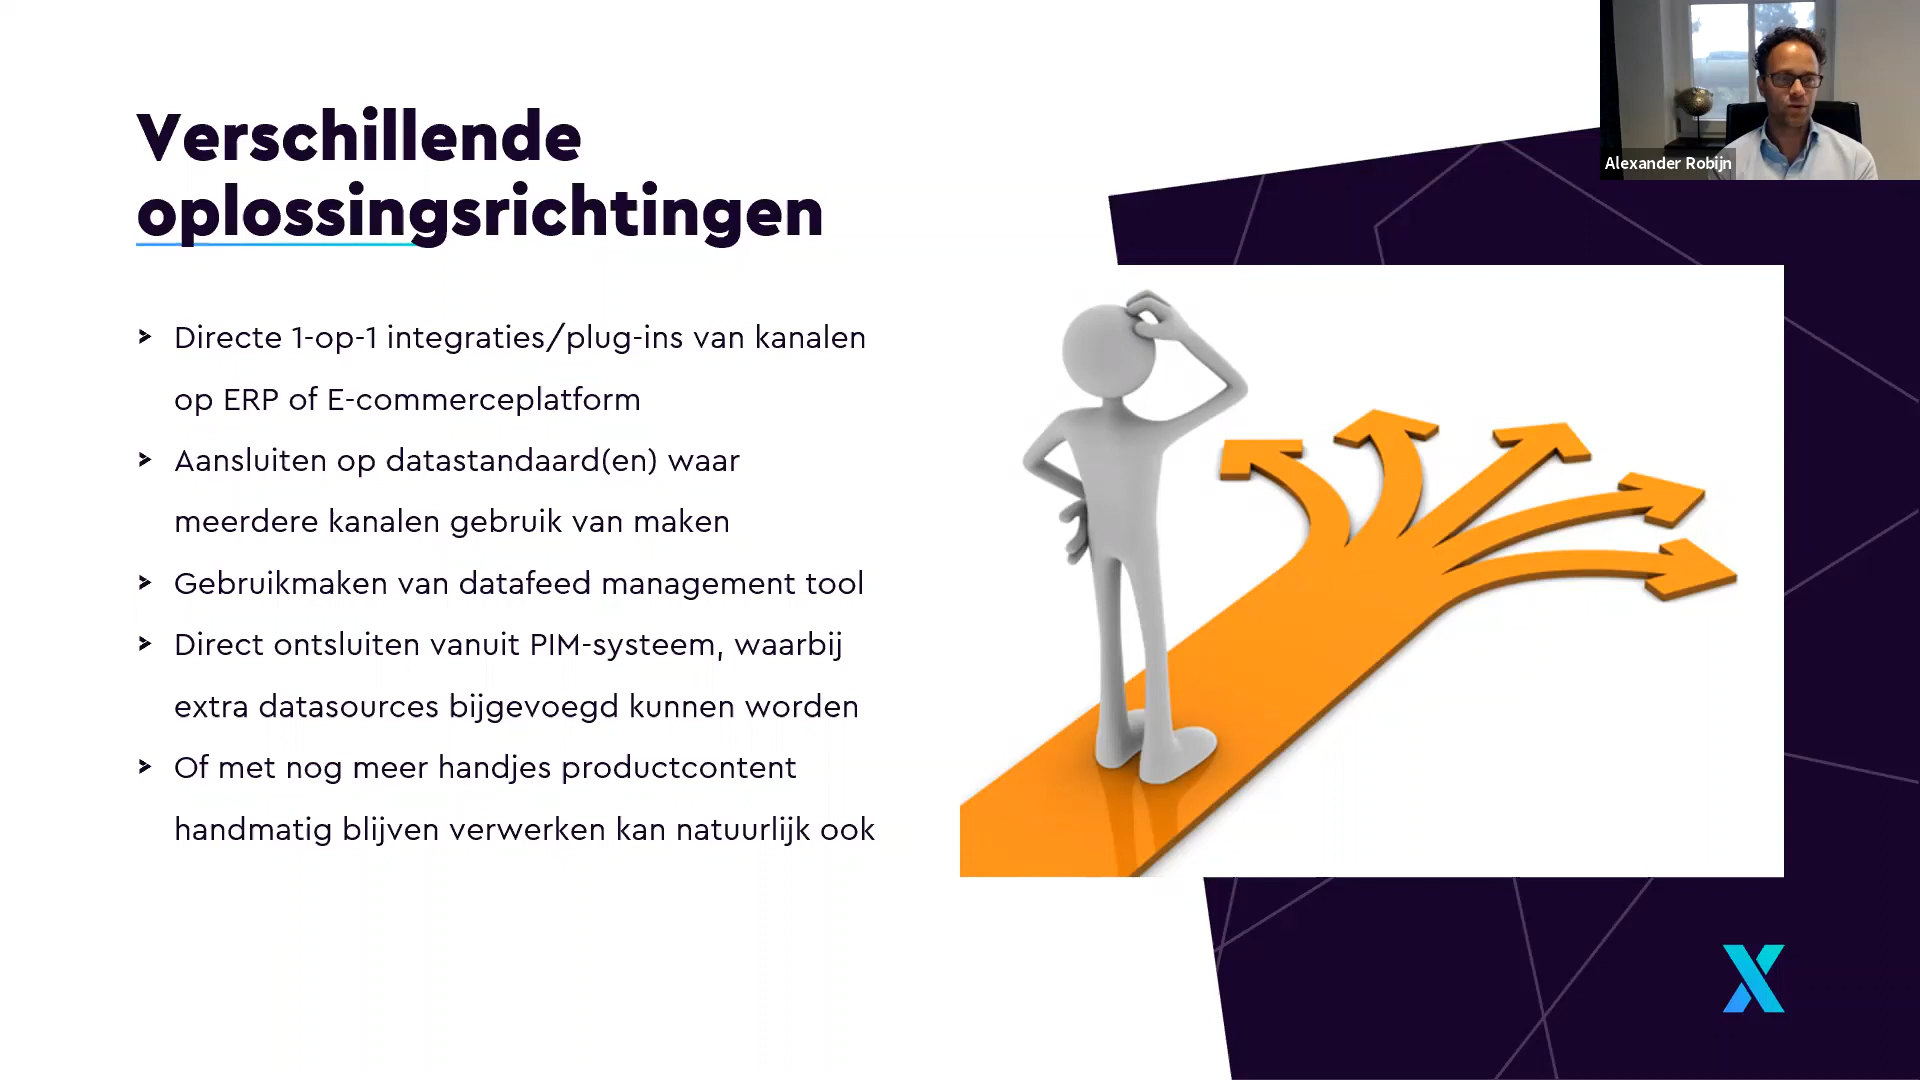 Alexander Robijn
Verschillende
oplossingsrichtingen
Directe 1-op-1 integraties/plug-ins van kanalen
op ERP of E-commerceplatform
Aansluiten op datastandaard(en) waar
meerdere kanalen gebruik van maken
Gebruikmaken van datafeed management tool
Direct ontsluiten vanuit PIM-systeem, waarbij
extra datasources bijgevoegd kunnen worden
Of met nog meer handjes productcontent
handmatig blijven verwerken kan natuurlijk ook
X